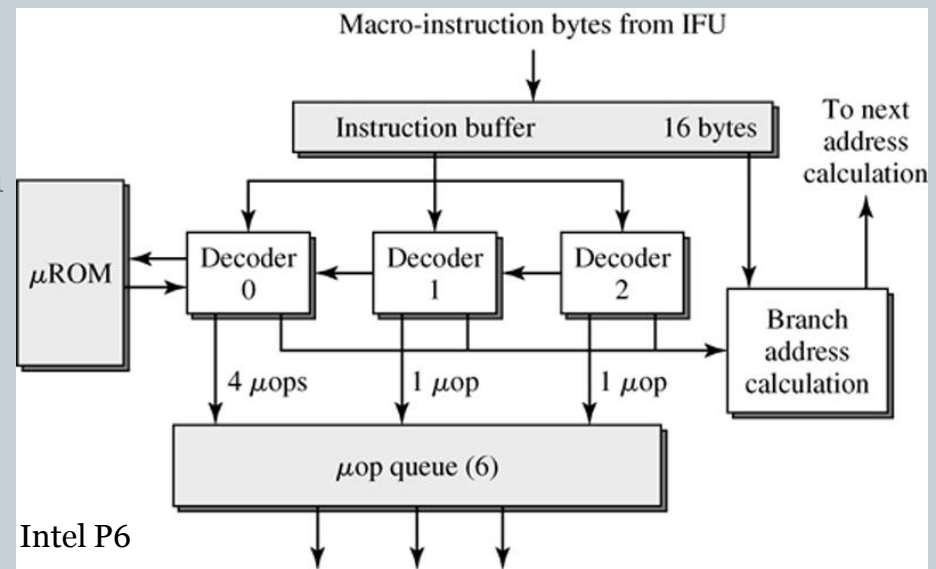 Macro-instruction bytes from IFU
Instruction buffer 16 bytes
To next
address
calculation
μROM
Decoder
0
Decoder
1
Decoder
2
Branch
address
calculation
4 μops
1 μop
1 μop
μop queue (6)
Intel P6